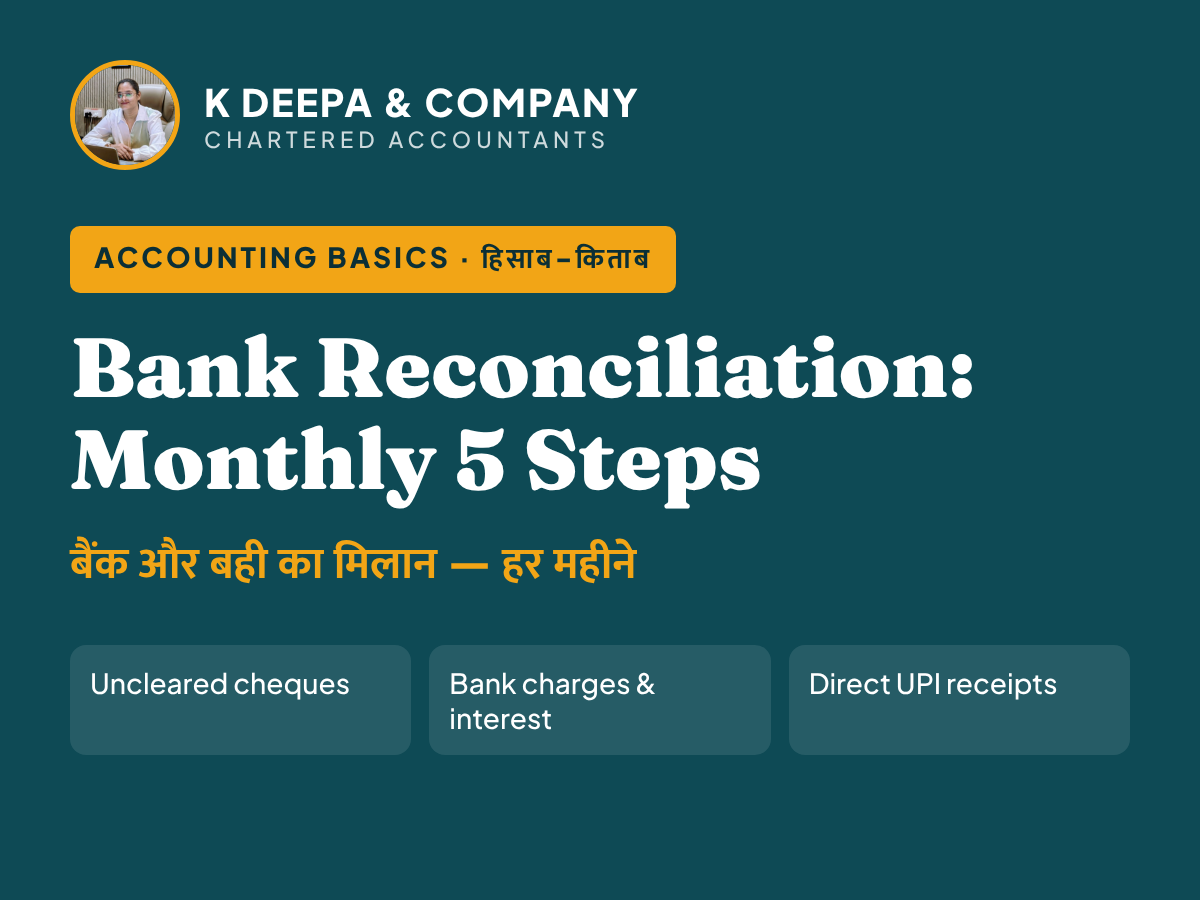 K DEEPA & COMPANY
CHARTERED ACCOUNTANTS
ACCOUNTING BASICS · हिसाब–किताब
Bank Reconciliation:
Monthly 5 Steps
बैंक और बही का मिलान — हर महीने
Uncleared cheques
Bank charges &
interest
Direct UPI receipts